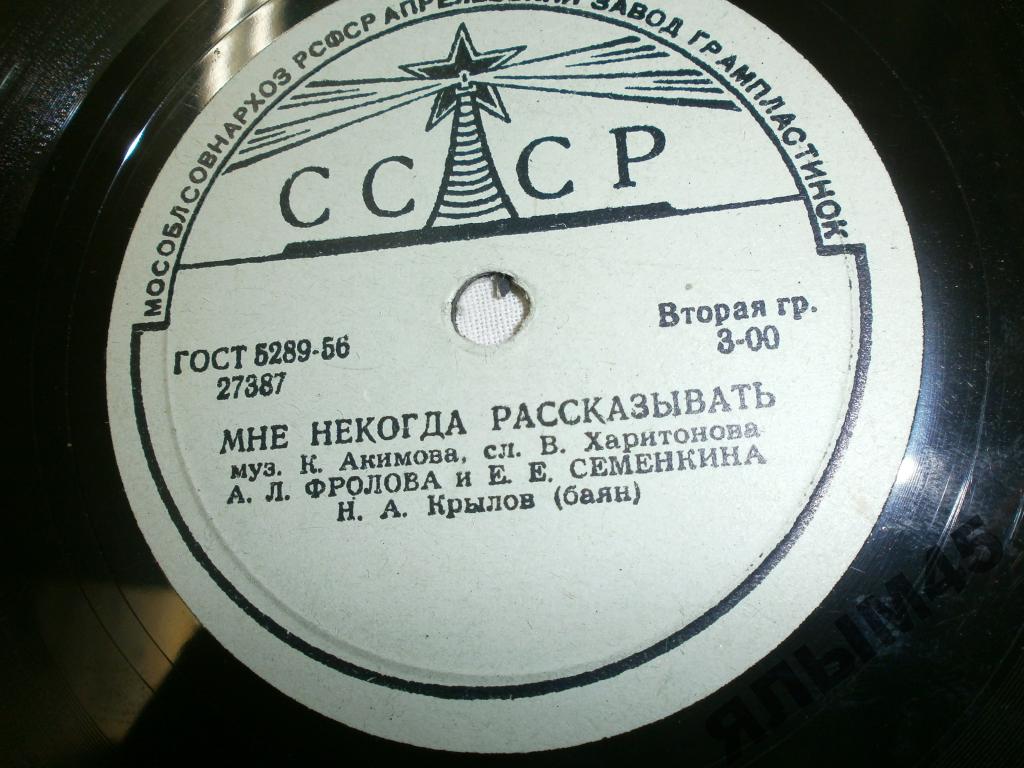 МОСОБЛСОВНАРХОЗ РСФСР АПРЕЛЕВСКИЙ ЗАВОД ГРАМПЛАСТИНОК
СССР
Вторая гр.
3-00
ГОСТ 5289-56
27387
МНЕ НЕКОГДА РАССКАЗЫВАТЬ
муз. К. Акимова, сл. В. Харитонова
А. Л. ФРОЛОВА и Е. Е. СЕМЕНКИНА
Н. А. Крылов (баян)
ЯЛЫМ45